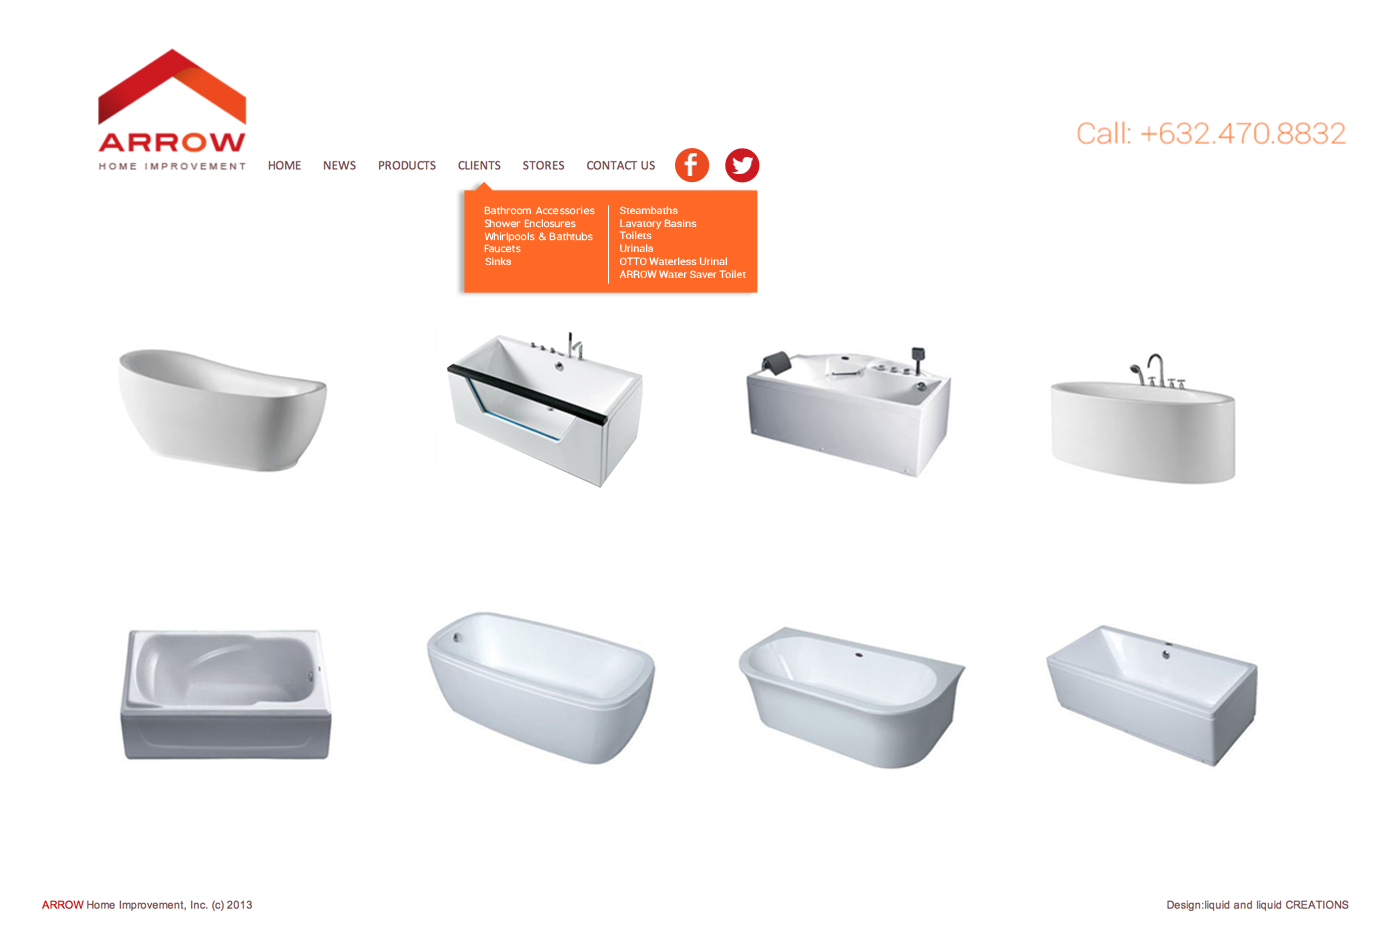 ARROW
HOME IMPROVEMENT
Call: +632.470.8832
HOME NEWS PRODUCTS CLIENTS STORES CONTACT US
Bathroom Accessories
Shower Enclosures
Whirlpools & Bathtubs
Faucets
Sinks
Steambaths
Lavatory Basins
Toilets
Urinals
OTTO Waterless Urinal
ARROW Water Saver Toilet
ARROW Home Improvement, Inc. (c) 2013
Design:liquid and liquid CREATIONS